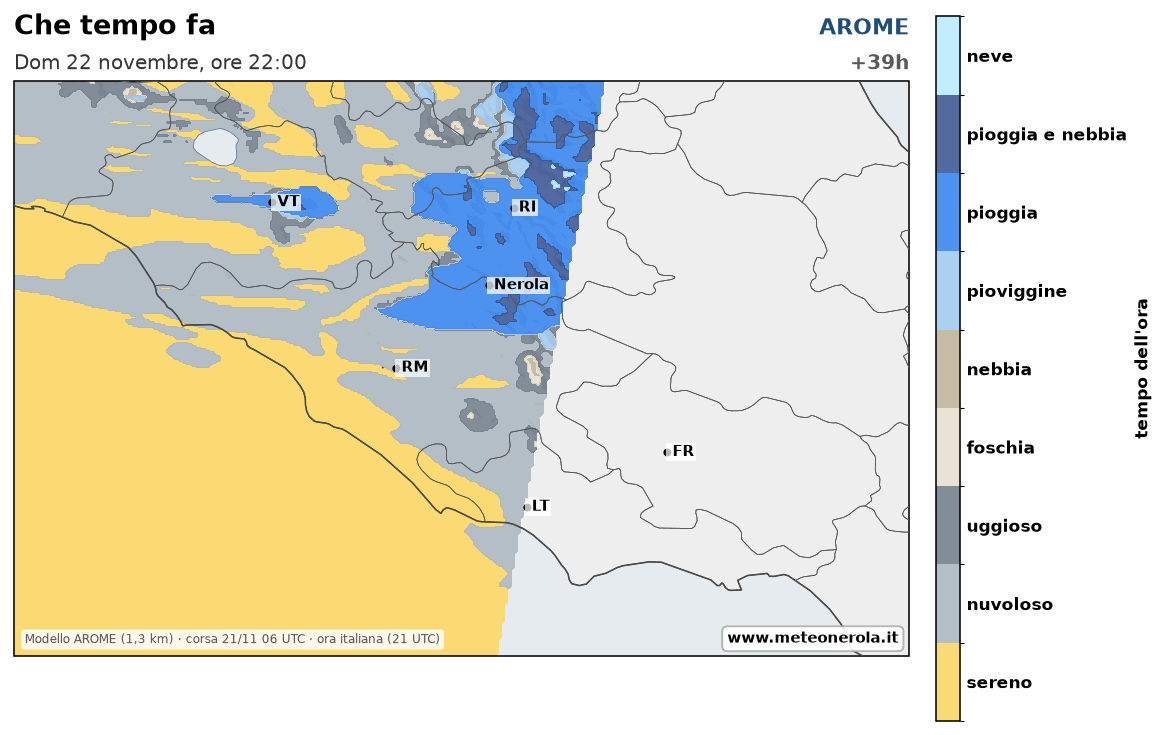 Che tempo fa
AROME
Dom 22 novembre, ore 22:00
+39h
neve
pioggia e nebbia
pioggia
pioviggine
nebbia
foschia
uggioso
nuvoloso
sereno
tempo dell'ora
VT
RI
Nerola
RM
FR
LT
Modello AROME (1,3 km) · corsa 21/11 06 UTC · ora italiana (21 UTC)
www.meteonerola.it